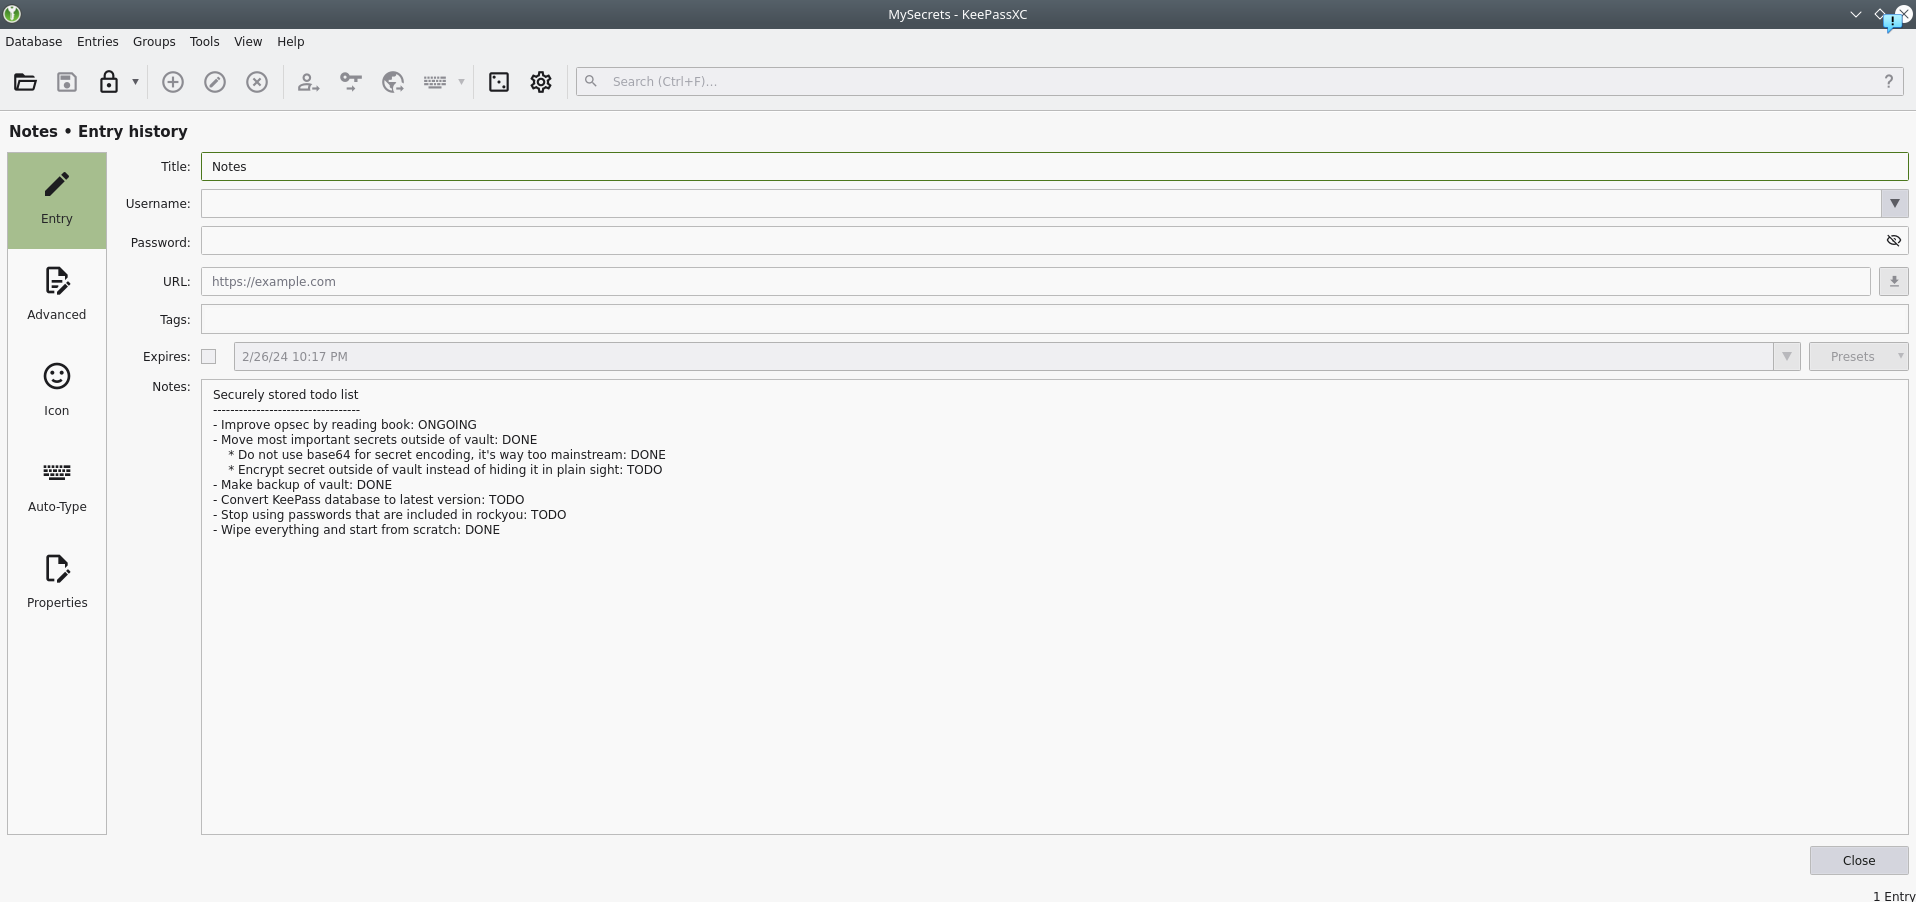 MySecrets - KeePassXC
Database Entries Groups Tools View Help
Search (Ctrl+F)... ?
Notes • Entry history
Entry
Advanced
Icon
Auto-Type
Properties
Title: Notes
Username:
Password:
URL: https://example.com
Tags:
Expires: 2/26/24 10:17 PM Presets
Notes:
Securely stored todo list
----------------------------------
- Improve opsec by reading book: ONGOING
- Move most important secrets outside of vault: DONE
    * Do not use base64 for secret encoding, it's way too mainstream: DONE
    * Encrypt secret outside of vault instead of hiding it in plain sight: TODO
- Make backup of vault: DONE
- Convert KeePass database to latest version: TODO
- Stop using passwords that are included in rockyou: TODO
- Wipe everything and start from scratch: DONE
Close
1 Entry